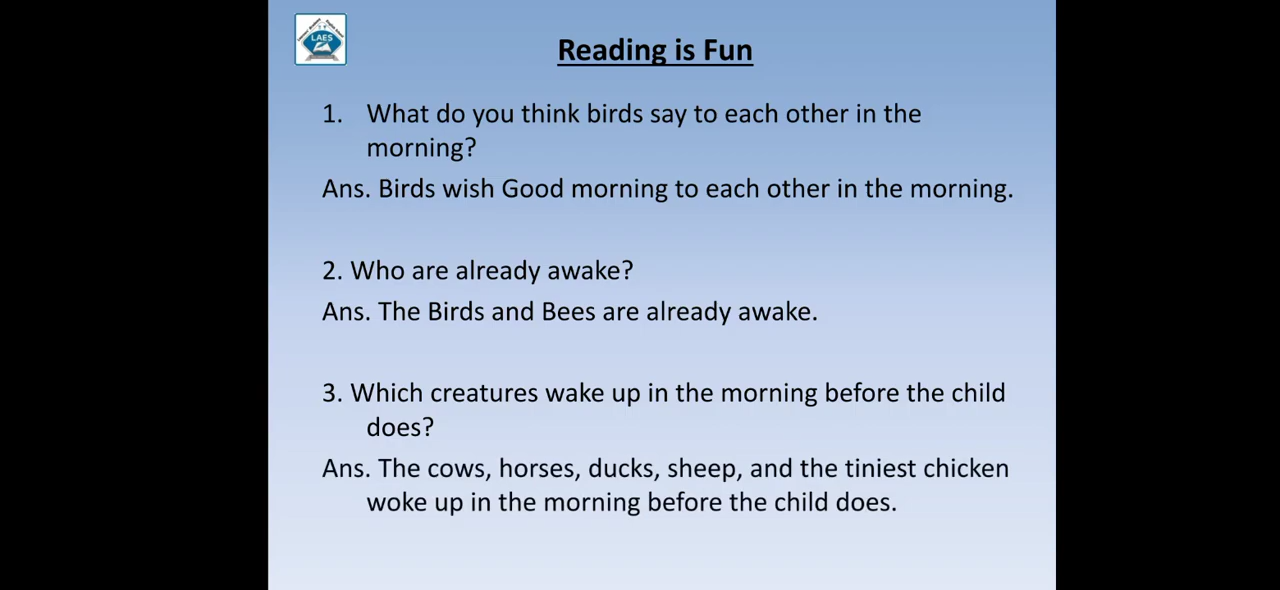 LAES
Reading is Fun
1. What do you think birds say to each other in the
morning?
Ans. Birds wish Good morning to each other in the morning.
2. Who are already awake?
Ans. The Birds and Bees are already awake.
3. Which creatures wake up in the morning before the child
does?
Ans. The cows, horses, ducks, sheep, and the tiniest chicken
woke up in the morning before the child does.